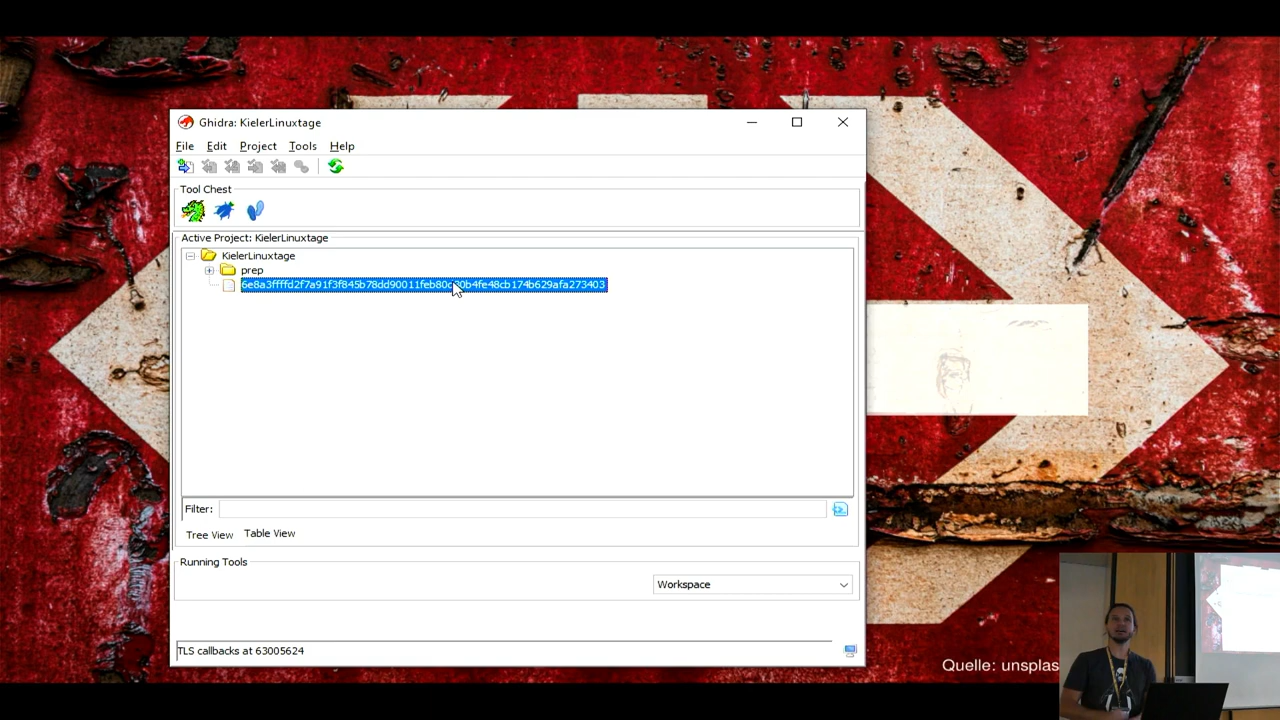 Ghidra: KielerLinuxtage
File Edit Project Tools Help
Tool Chest
Active Project: KielerLinuxtage
KielerLinuxtage
prep
Filter:
Tree View Table View
Running Tools
Workspace
TLS callbacks at 63005624
Quelle: unsplas